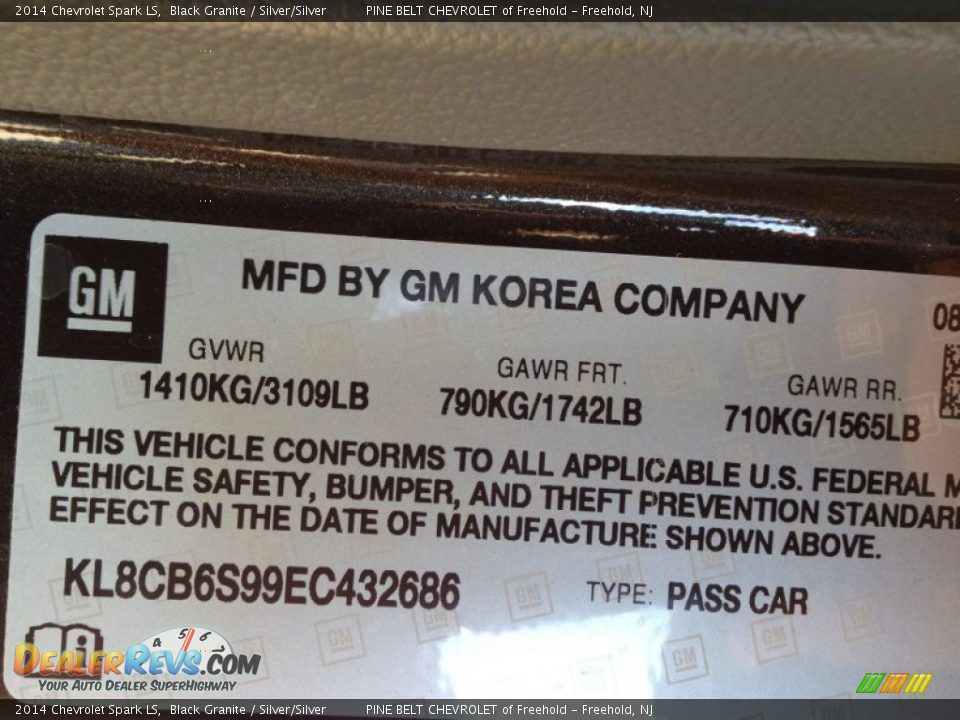 2014 Chevrolet Spark LS, Black Granite / Silver/Silver PINE BELT CHEVROLET of Freehold - Freehold, NJ
GM
MFD BY GM KOREA COMPANY
08
GVWR GAWR FRT. GAWR RR.
1410KG/3109LB 790KG/1742LB 710KG/1565LB
THIS VEHICLE CONFORMS TO ALL APPLICABLE U.S. FEDERAL M
VEHICLE SAFETY, BUMPER, AND THEFT PREVENTION STANDARD
EFFECT ON THE DATE OF MANUFACTURE SHOWN ABOVE.
KL8CB6S99EC432686 TYPE: PASS CAR
4 5 6
DEALERREVS.COM
YOUR AUTO DEALER SUPERHIGHWAY
2014 Chevrolet Spark LS, Black Granite / Silver/Silver PINE BELT CHEVROLET of Freehold - Freehold, NJ